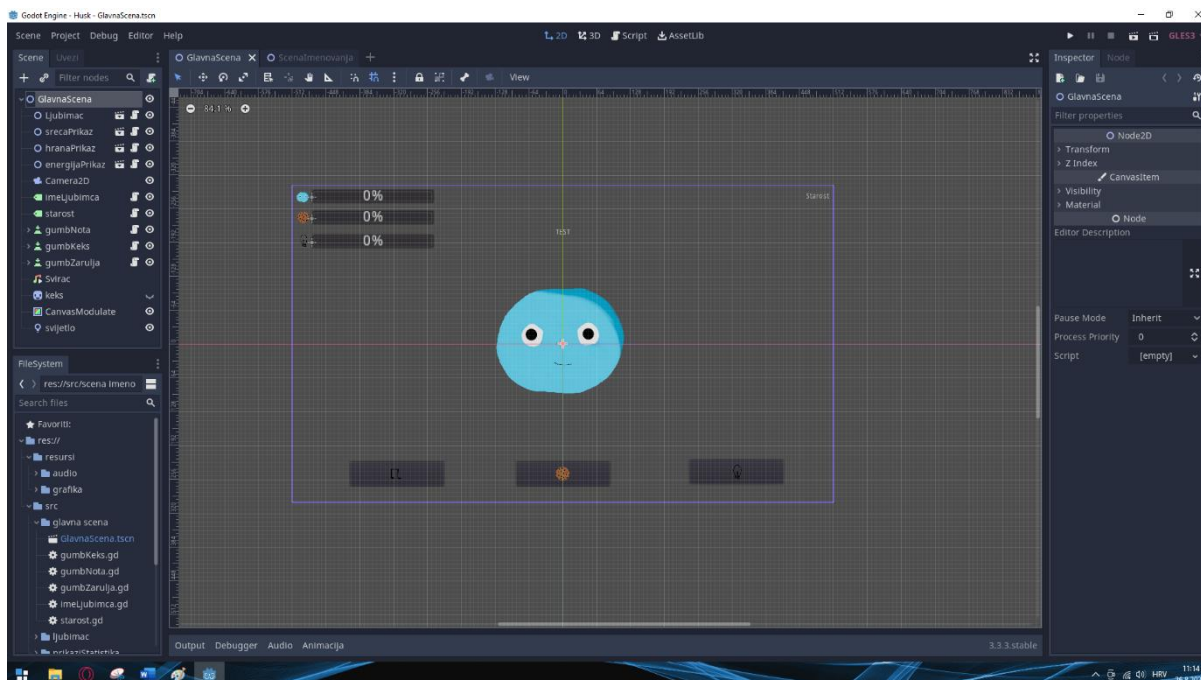 Godot Engine - Husk - GlavnaScena.tscn
Scene Project Debug Editor Help
2D 3D Script AssetLib
GLES3
Scene Uvezi
Filter nodes
GlavnaScena
Ljubimac
srecaPrikaz
hranaPrikaz
energijaPrikaz
Camera2D
imeLjubimca
starost
gumbNota
gumbKeks
gumbZarulja
Svirac
keks
CanvasModulate
svijetlo
FileSystem
res://src/scena Imeno
Search files
Favoriti:
res://
resursi
audio
grafika
src
glavna scena
GlavnaScena.tscn
gumbKeks.gd
gumbNota.gd
gumbZarulja.gd
imeLjubimca.gd
starost.gd
ljubimac
prikaziStatistika
GlavnaScena X ScenaImenovanja
View
84.1 %
0%
0%
0%
Starost
TEST
Output Debugger Audio Animacija
3.3.3.stable
Inspector Node
GlavnaScena
Filter properties
Node2D
Transform
Z Index
CanvasItem
Visibility
Material
Node
Editor Description
Pause Mode Inherit
Process Priority 0
Script [empty]
HRV
11:14